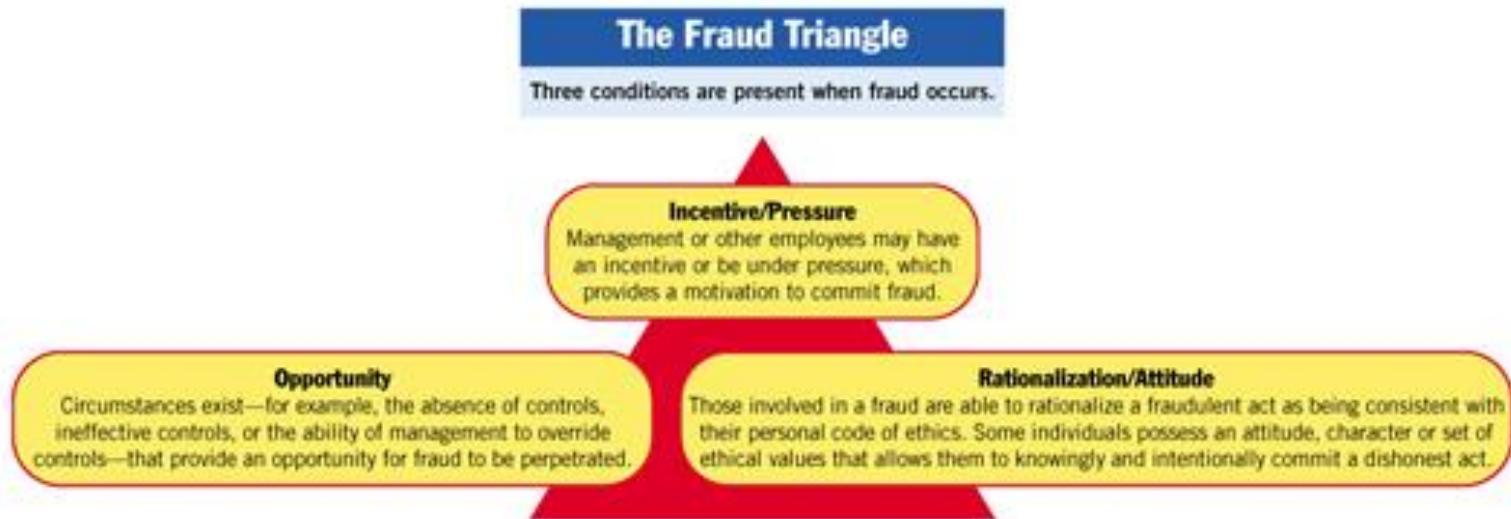 The Fraud Triangle
Three conditions are present when fraud occurs.
Incentive/Pressure
Management or other employees may have
an incentive or be under pressure, which
provides a motivation to commit fraud.
Opportunity
Circumstances exist—for example, the absence of controls,
ineffective controls, or the ability of management to override
controls—that provide an opportunity for fraud to be perpetrated.
Rationalization/Attitude
Those involved in a fraud are able to rationalize a fraudulent act as being consistent with
their personal code of ethics. Some individuals possess an attitude, character or set of
ethical values that allows them to knowingly and intentionally commit a dishonest act.